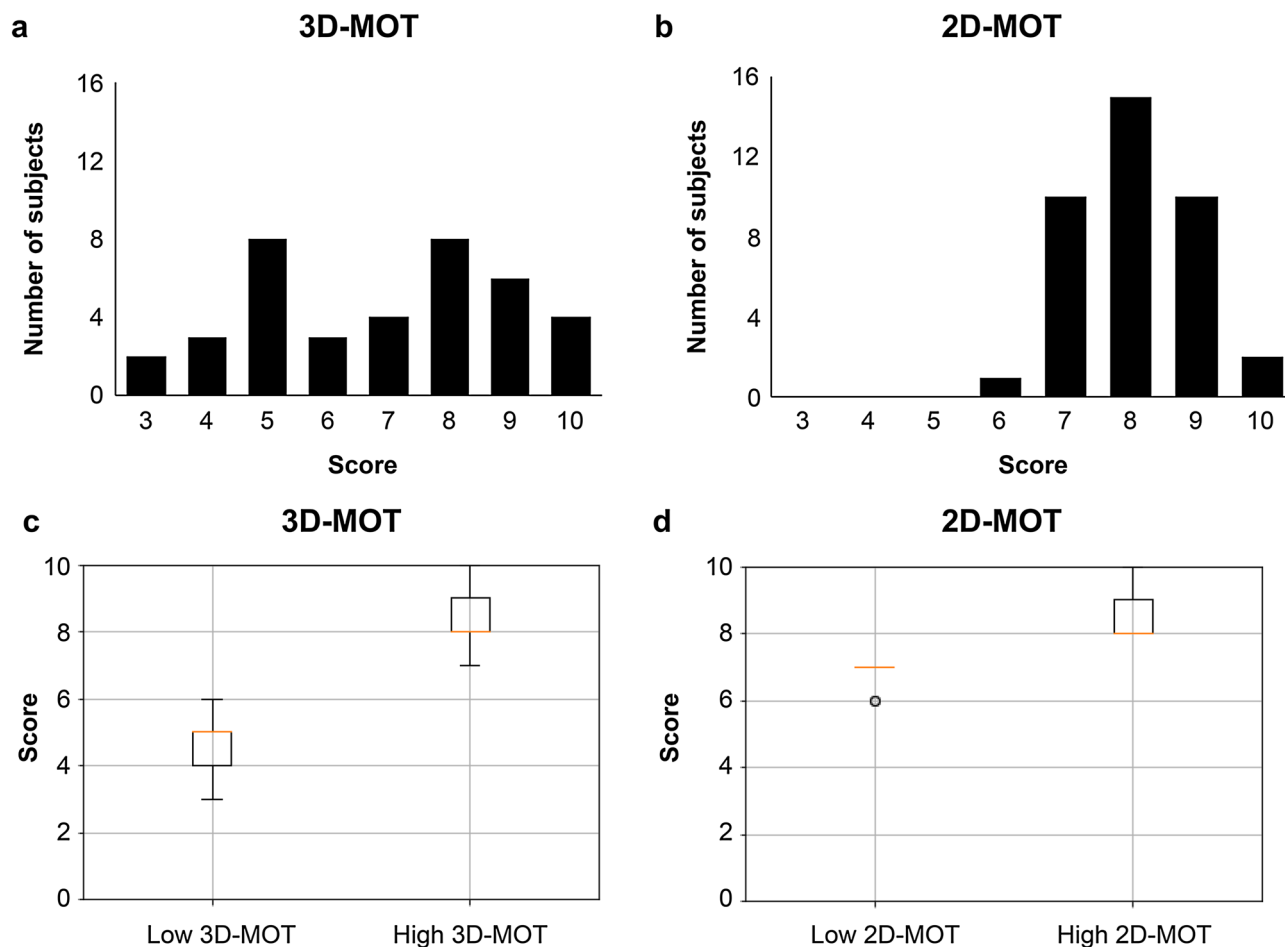 a
3D-MOT
16
12
8
4
0
Number of subjects
3 4 5 6 7 8 9 10
Score
b
2D-MOT
16
12
8
4
0
Number of subjects
3 4 5 6 7 8 9 10
Score
c
3D-MOT
10
8
6
4
2
0
Score
Low 3D-MOT High 3D-MOT
d
2D-MOT
10
8
6
4
2
0
Score
Low 2D-MOT High 2D-MOT